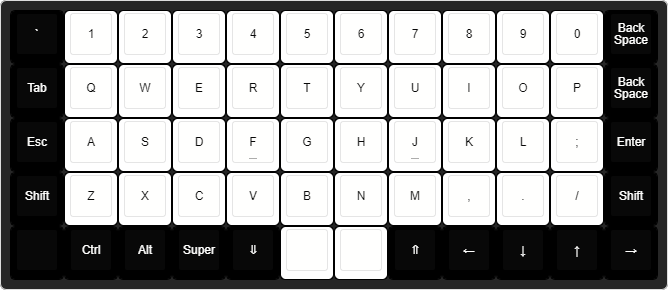 ` 1 2 3 4 5 6 7 8 9 0 Back Space
Tab Q W E R T Y U I O P Back Space
Esc A S D F _ G H J _ K L ; Enter
Shift Z X C V B N M , . / Shift
Ctrl Alt Super ⇓ ⇑ ← ↓ ↑ →